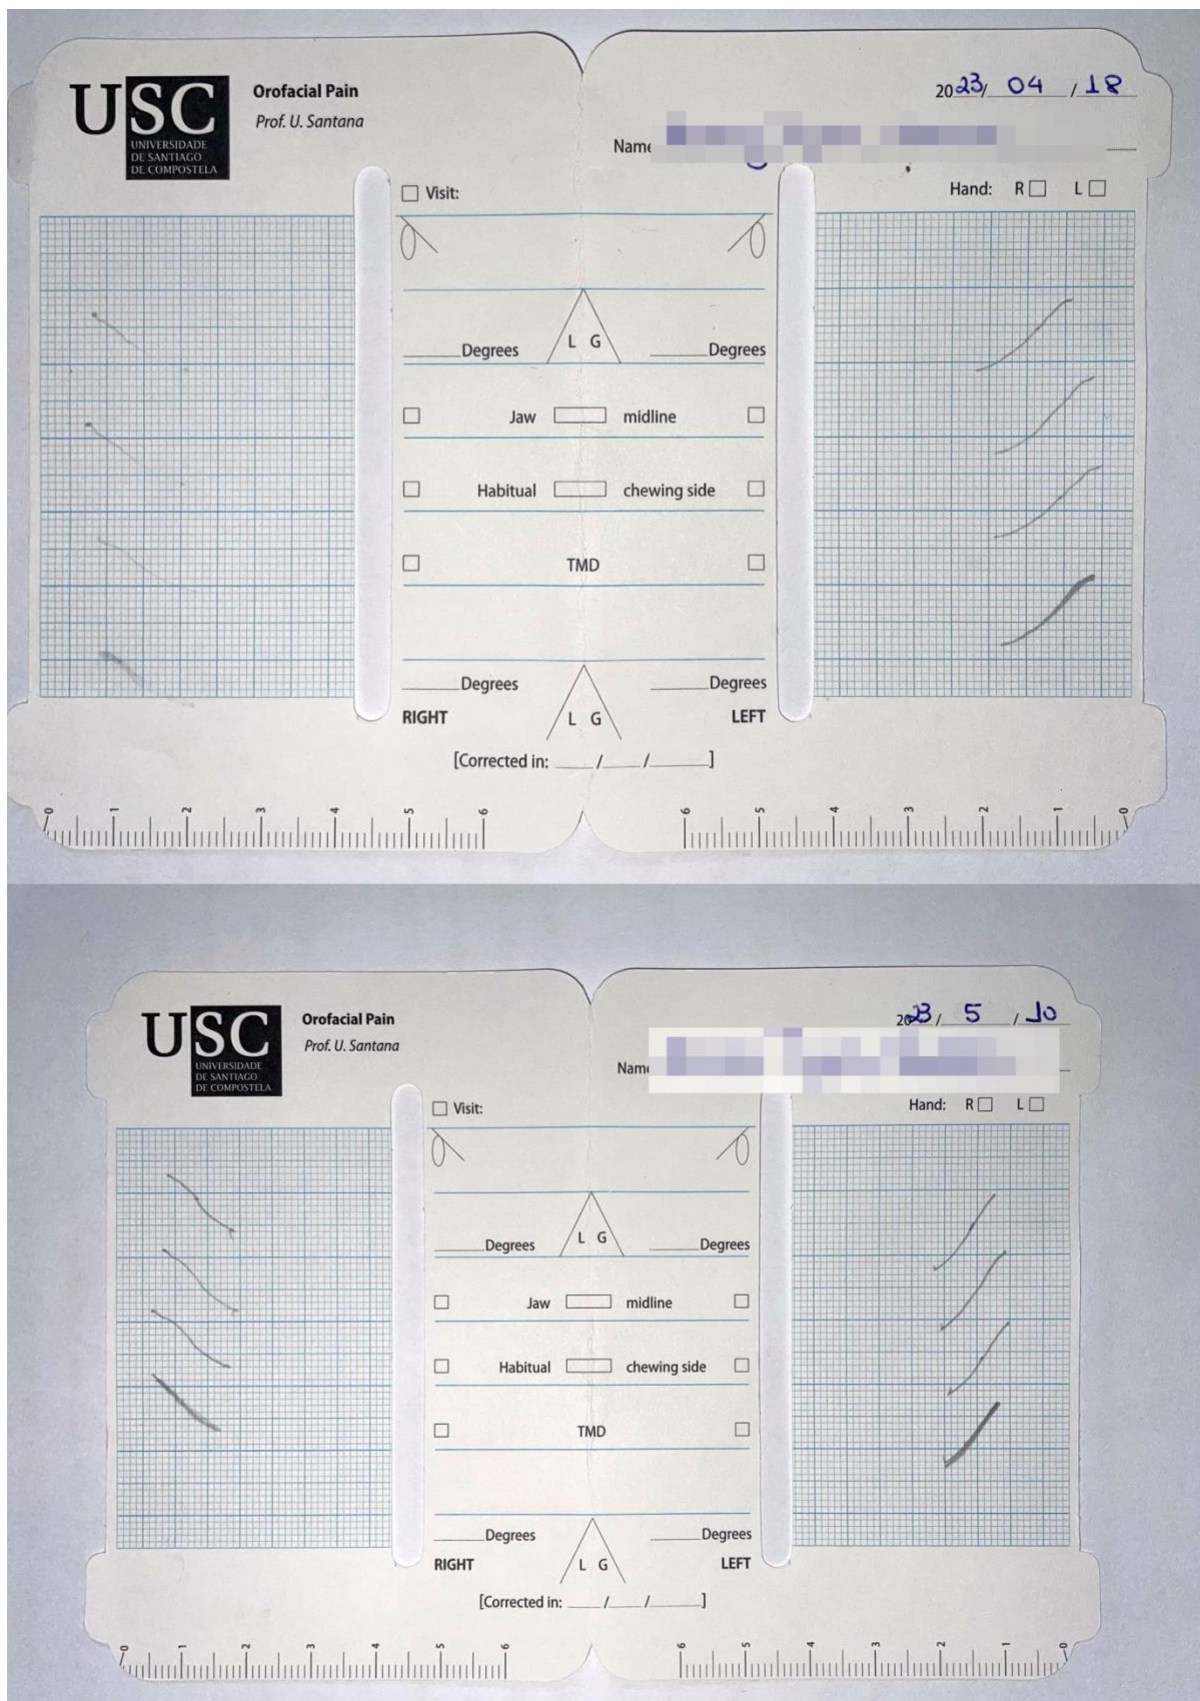 USC
UNIVERSIDADE
DE SANTIAGO
DE COMPOSTELA
Orofacial Pain
Prof. U. Santana
2023/ 04 / 18
Name
Hand: R L
Visit:
L G
Degrees Degrees
Jaw midline
Habitual chewing side
TMD
Degrees Degrees
RIGHT L G LEFT
[Corrected in: / / ]
0 1 2 3 4 5 6 6 5 4 3 2 1 0
USC
UNIVERSIDADE
DE SANTIAGO
DE COMPOSTELA
Orofacial Pain
Prof. U. Santana
2023/ 5 / 10
Name
Hand: R L
Visit:
L G
Degrees Degrees
Jaw midline
Habitual chewing side
TMD
Degrees Degrees
RIGHT L G LEFT
[Corrected in: / / ]
0 1 2 3 4 5 6 6 5 4 3 2 1 0